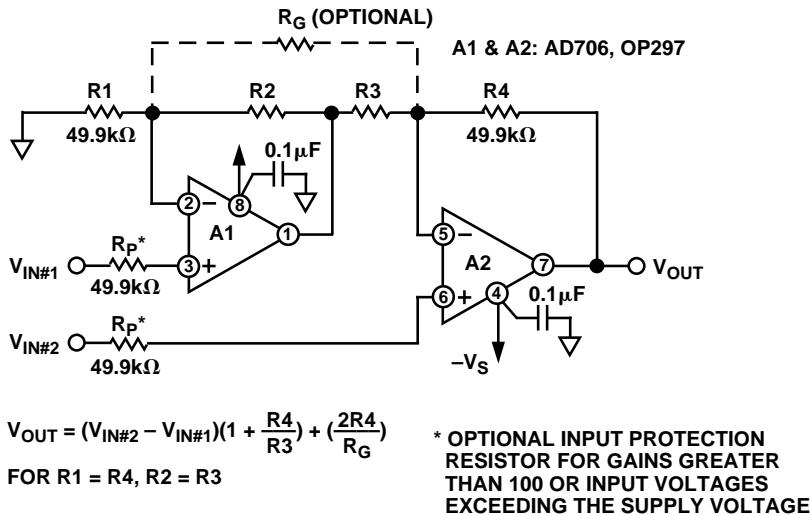 R_G (OPTIONAL)
A1 & A2: AD706, OP297
R1
R2
R3
R4
49.9kΩ
49.9kΩ
0.1µF
2
−
8
A1
1
3
+
V_IN#1
R_P*
49.9kΩ
5
−
A2
7
V_OUT
6
+
4
0.1µF
V_IN#2
R_P*
49.9kΩ
−V_S
V_OUT = (V_IN#2 − V_IN#1)(1 + R4/R3) + (2R4/R_G)
FOR R1 = R4, R2 = R3
* OPTIONAL INPUT PROTECTION
RESISTOR FOR GAINS GREATER
THAN 100 OR INPUT VOLTAGES
EXCEEDING THE SUPPLY VOLTAGE